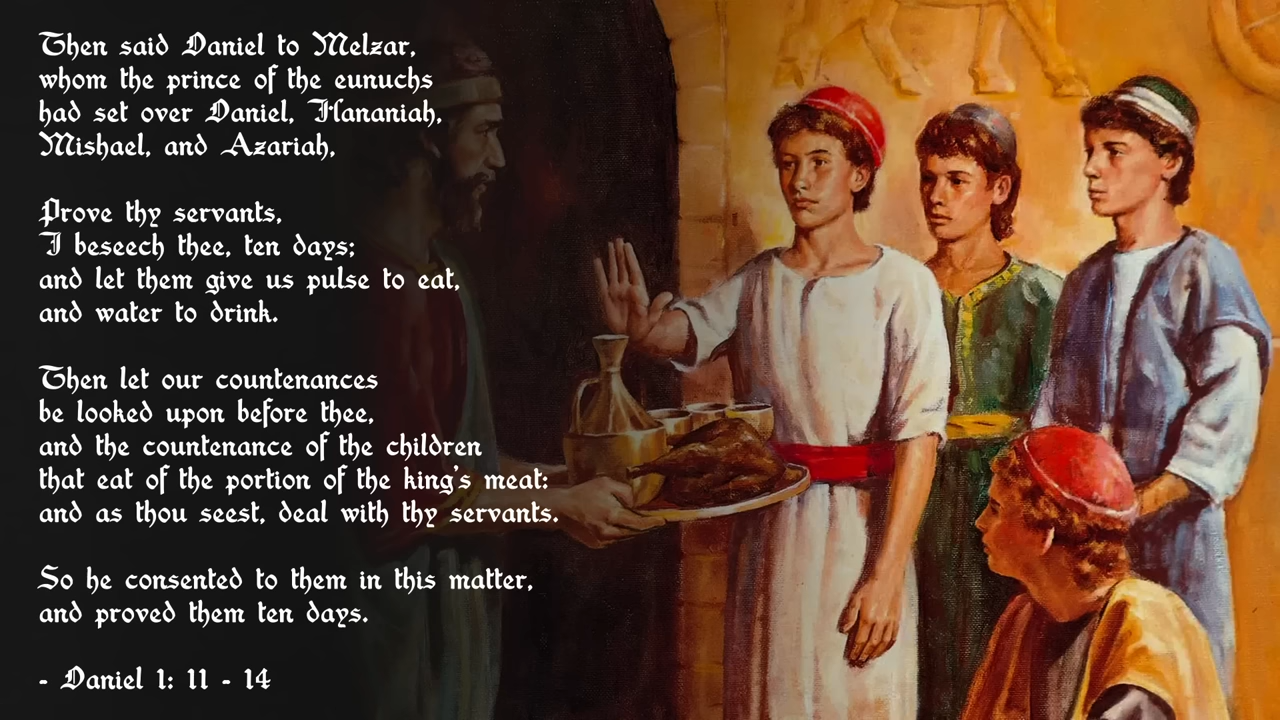 Then said Daniel to Melzar,
whom the prince of the eunuchs
had set over Daniel, Hananiah,
Mishael, and Azariah,
Prove thy servants,
I beseech thee, ten days;
and let them give us pulse to eat,
and water to drink.
Then let our countenances
be looked upon before thee,
and the countenance of the children
that eat of the portion of the king's meat:
and as thou seest, deal with thy servants.
So he consented to them in this matter,
and proved them ten days.
- Daniel 1: 11 - 14